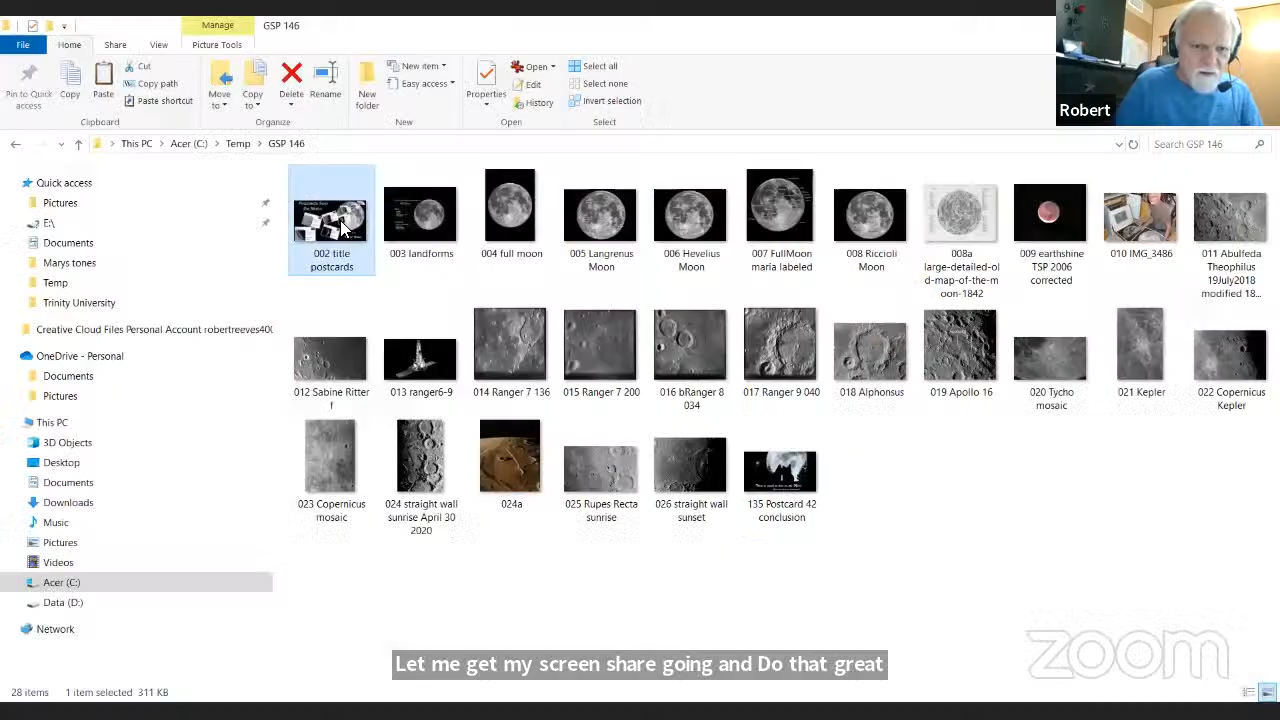 Manage
GSP 146
File
Home
Share
View
Picture Tools
Pin to Quick
access
Copy
Paste
Cut
Copy path
Paste shortcut
Clipboard
Move
to
Copy
to
Delete
Rename
Organize
New
folder
New item
Easy access
New
Properties
Open
Edit
History
Open
Select all
Select none
Invert selection
Select
Robert
This PC > Acer (C:) > Temp > GSP 146
Search GSP 146
Quick access
Pictures
E:\
Documents
Marys tones
Temp
Trinity University
Creative Cloud Files Personal Account robertreeves400
OneDrive - Personal
Documents
Pictures
This PC
3D Objects
Desktop
Documents
Downloads
Music
Pictures
Videos
Acer (C:)
Data (D:)
Network
002 title
postcards
003 landforms
004 full moon
005 Langrenus
Moon
006 Hevelius
Moon
007 FullMoon
maria labeled
008 Riccioli
Moon
008a
large-detailed-ol
d-map-of-the-m
oon-1842
009 earthshine
TSP 2006
corrected
010 IMG_3486
011 Abulfeda
Theophilus
19July2018
modified 18...
012 Sabine Ritter
f
013 ranger6-9
014 Ranger 7 136
015 Ranger 7 200
016 bRanger 8
034
017 Ranger 9 040
018 Alphonsus
019 Apollo 16
020 Tycho
mosaic
021 Kepler
022 Copernicus
Kepler
023 Copernicus
mosaic
024 straight wall
sunrise April 30
2020
024a
025 Rupes Recta
sunrise
026 straight wall
sunset
135 Postcard 42
conclusion
Let me get my screen share going and Do that great
zoom
28 items
1 item selected 311 KB